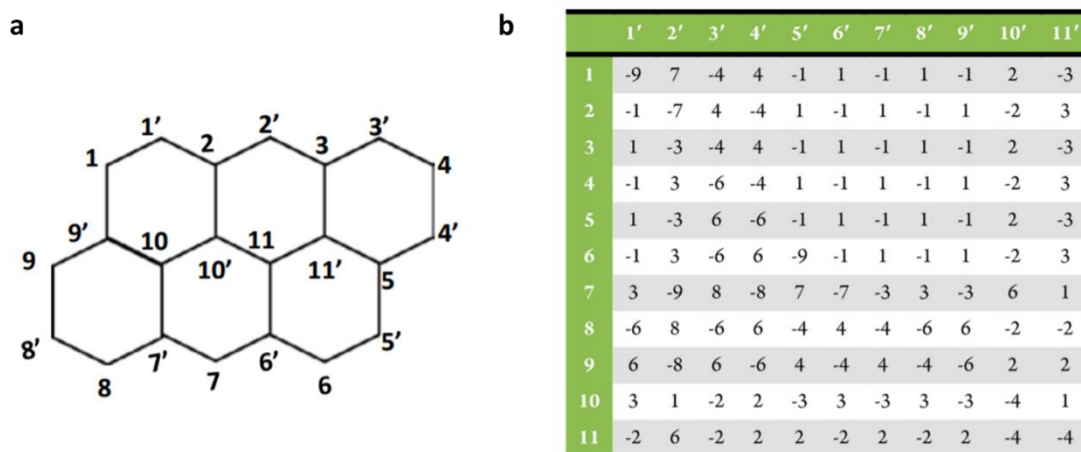 a
1' 2' 3'
1 2 3 4
9' 10 11 4'
9 10' 11' 5
8' 5'
8 7' 7 6' 6
b
1' 2' 3' 4' 5' 6' 7' 8' 9' 10' 11'
1 -9 7 -4 4 -1 1 -1 1 -1 2 -3
2 -1 -7 4 -4 1 -1 1 -1 1 -2 3
3 1 -3 -4 4 -1 1 -1 1 -1 2 -3
4 -1 3 -6 -4 1 -1 1 -1 1 -2 3
5 1 -3 6 -6 -1 1 -1 1 -1 2 -3
6 -1 3 -6 6 -9 -1 1 -1 1 -2 3
7 3 -9 8 -8 7 -7 -3 3 -3 6 1
8 -6 8 -6 6 -4 4 -4 -6 6 -2 -2
9 6 -8 6 -6 4 -4 4 -4 -6 2 2
10 3 1 -2 2 -3 3 -3 3 -3 -4 1
11 -2 6 -2 2 2 -2 2 -2 2 -4 -4